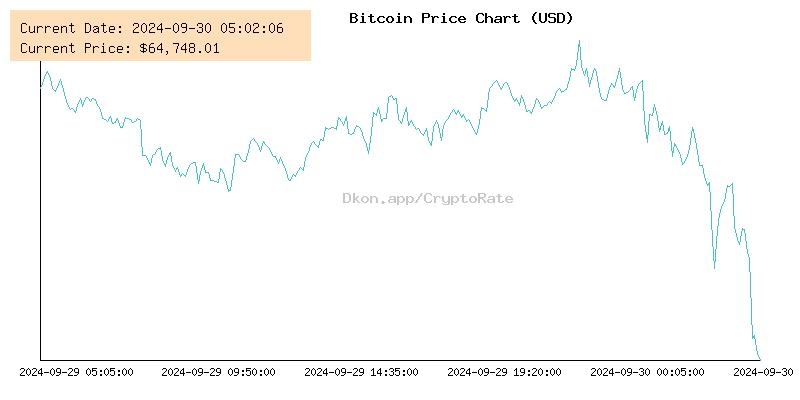 Bitcoin Price Chart (USD)
Current Date: 2024-09-30 05:02:06
Current Price: $64,748.01
Dkon.app/CryptoRate
2024-09-29 05:05:00 2024-09-29 09:50:00 2024-09-29 14:35:00 2024-09-29 19:20:00 2024-09-30 00:05:00 2024-09-30